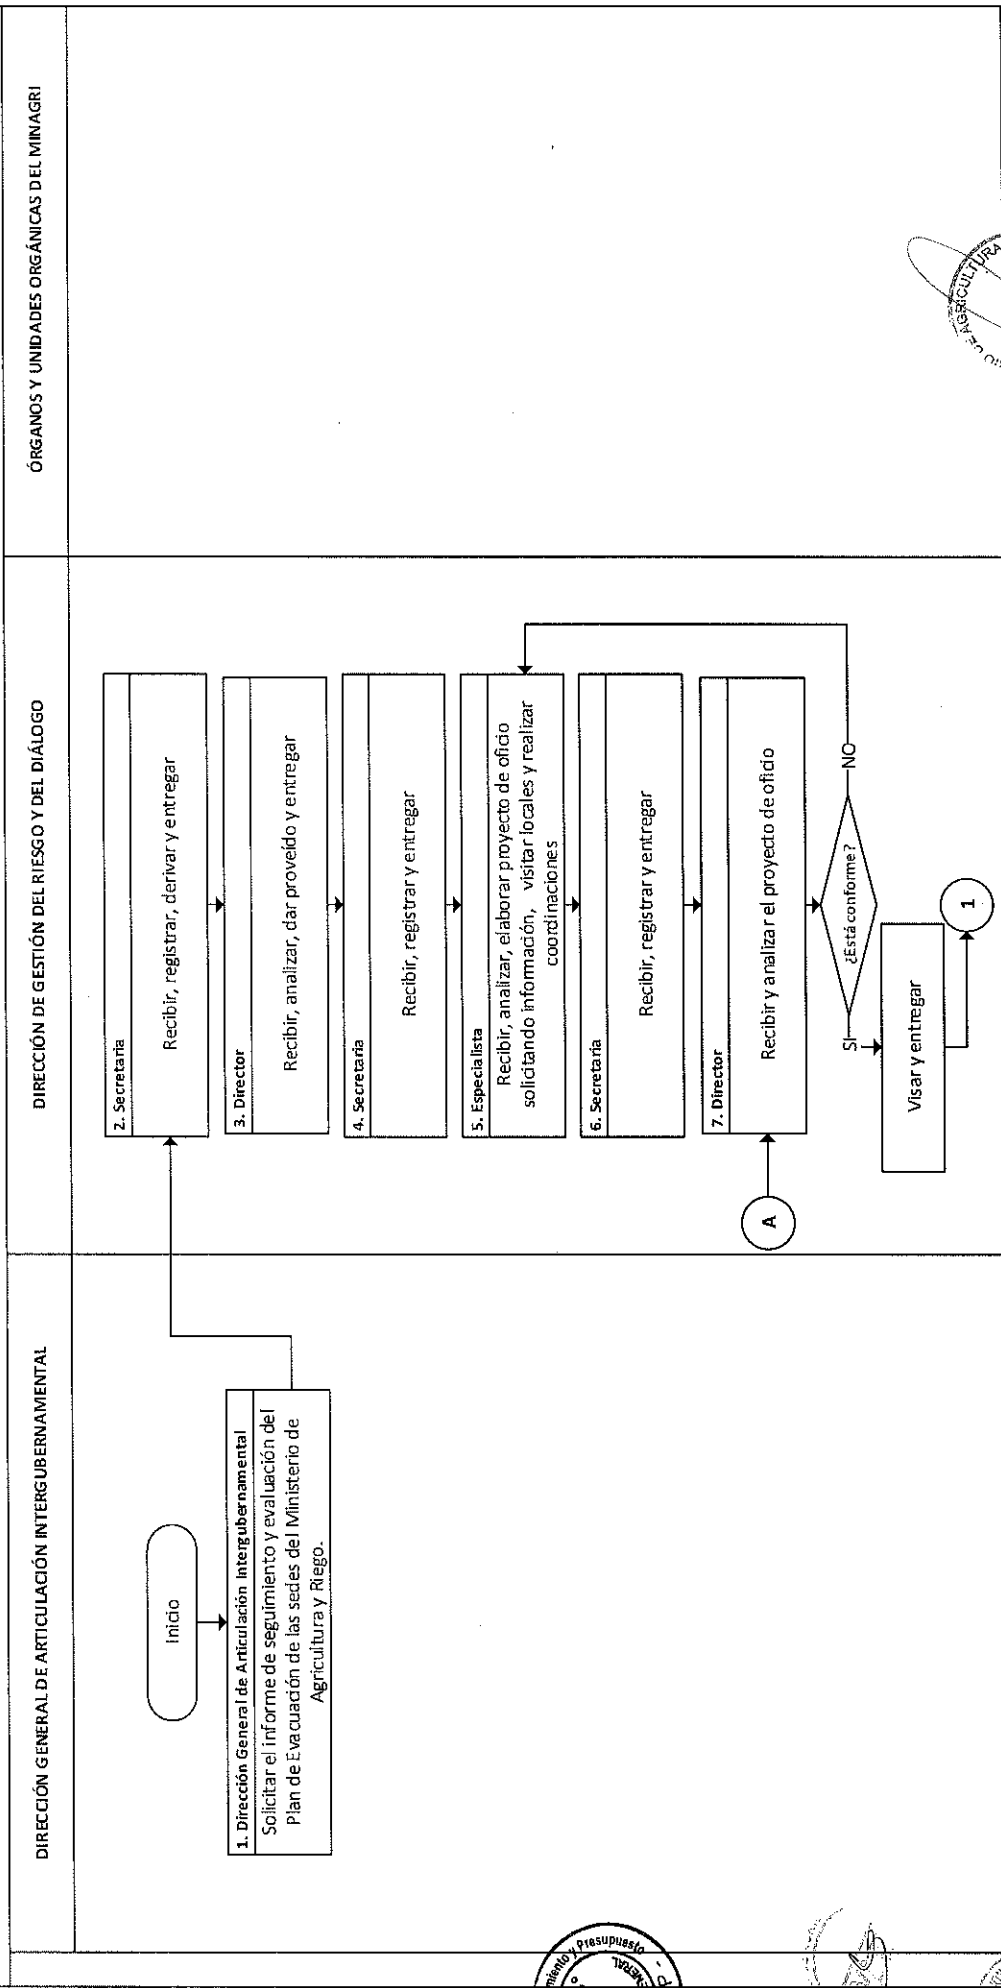 DIRECCIÓN GENERAL DE ARTICULACIÓN INTERGUBERNAMENTAL
DIRECCIÓN DE GESTIÓN DEL RIESGO Y DEL DIÁLOGO
ÓRGANOS Y UNIDADES ORGÁNICAS DEL MINAGRI
Inicio
1. Dirección General de Articulación Intergubernamental
Solicitar el informe de seguimiento y evaluación del
Plan de Evacuación de las sedes del Ministerio de
Agricultura y Riego.
2. Secretaria
Recibir, registrar, derivar y entregar
3. Director
Recibir, analizar, dar proveído y entregar
4. Secretaria
Recibir, registrar y entregar
5. Especialista
Recibir, analizar, elaborar proyecto de oficio
solicitando información, visitar locales y realizar
coordinaciones
6. Secretaria
Recibir, registrar y entregar
A
7. Director
Recibir y analizar el proyecto de oficio
¿Está conforme?
SI
NO
Visar y entregar
1
y Presupuesto
GENERAL
AGRICULTURA